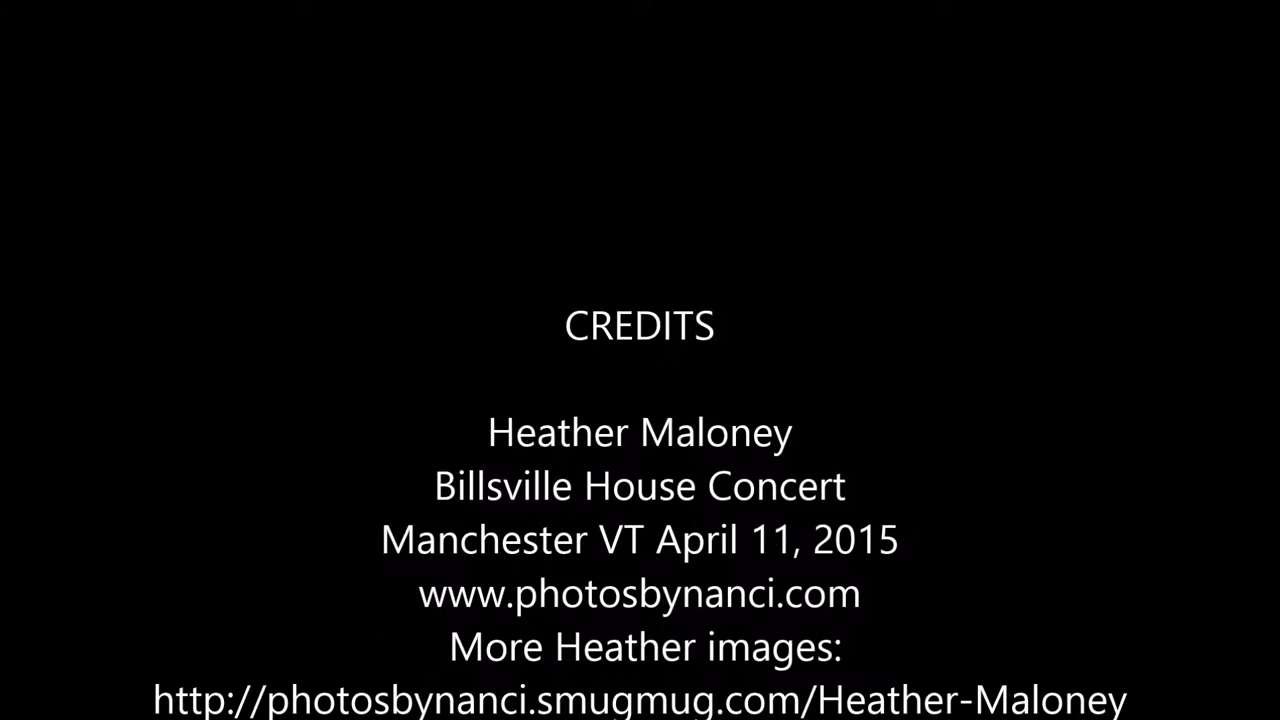 CREDITS
Heather Maloney
Billsville House Concert
Manchester VT April 11, 2015
www.photosbynanci.com
More Heather images:
http://photosbynanci.smugmug.com/Heather-Maloney